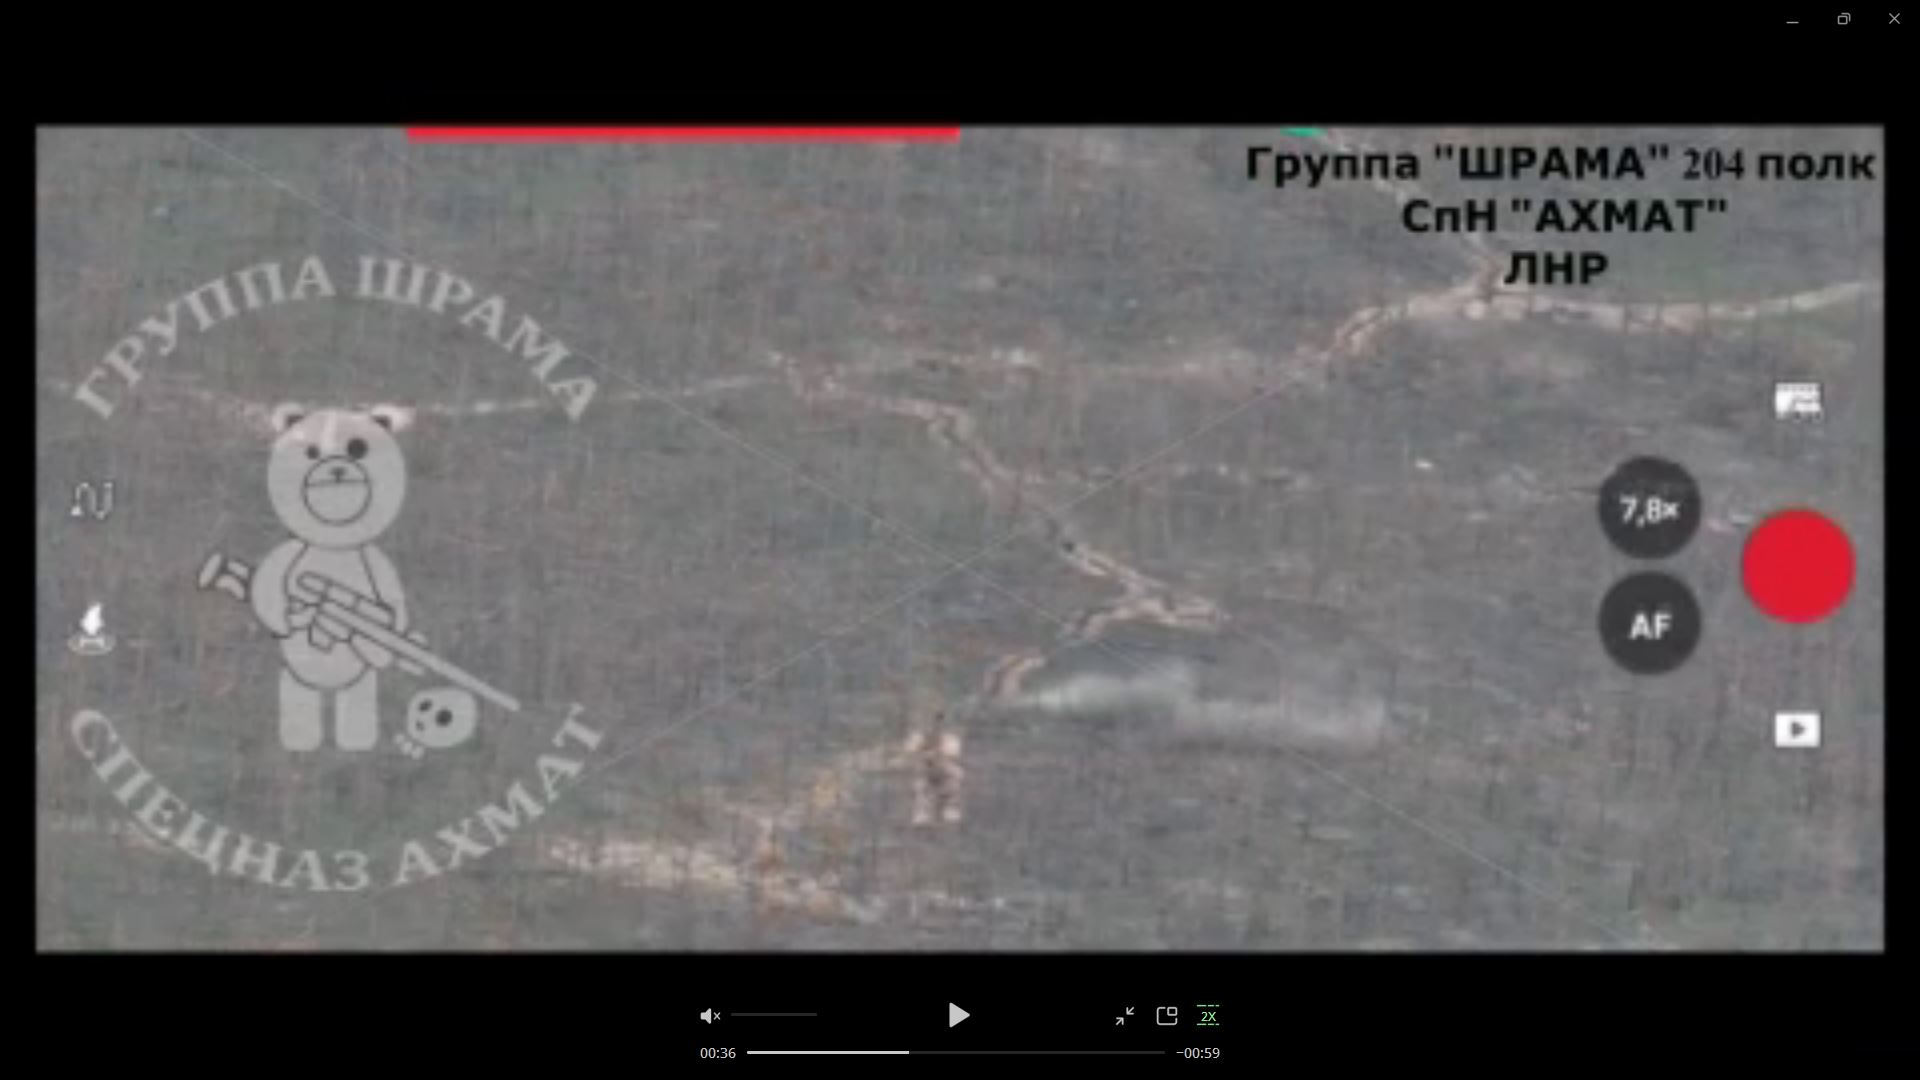 Группа "ШРАМА" 204 полк
СпН "АХМАТ"
ЛНР
ГРУППА ШРАМА
7,8×
AF
СПЕЦНАЗ АХМАТ
2X
00:36
−00:59